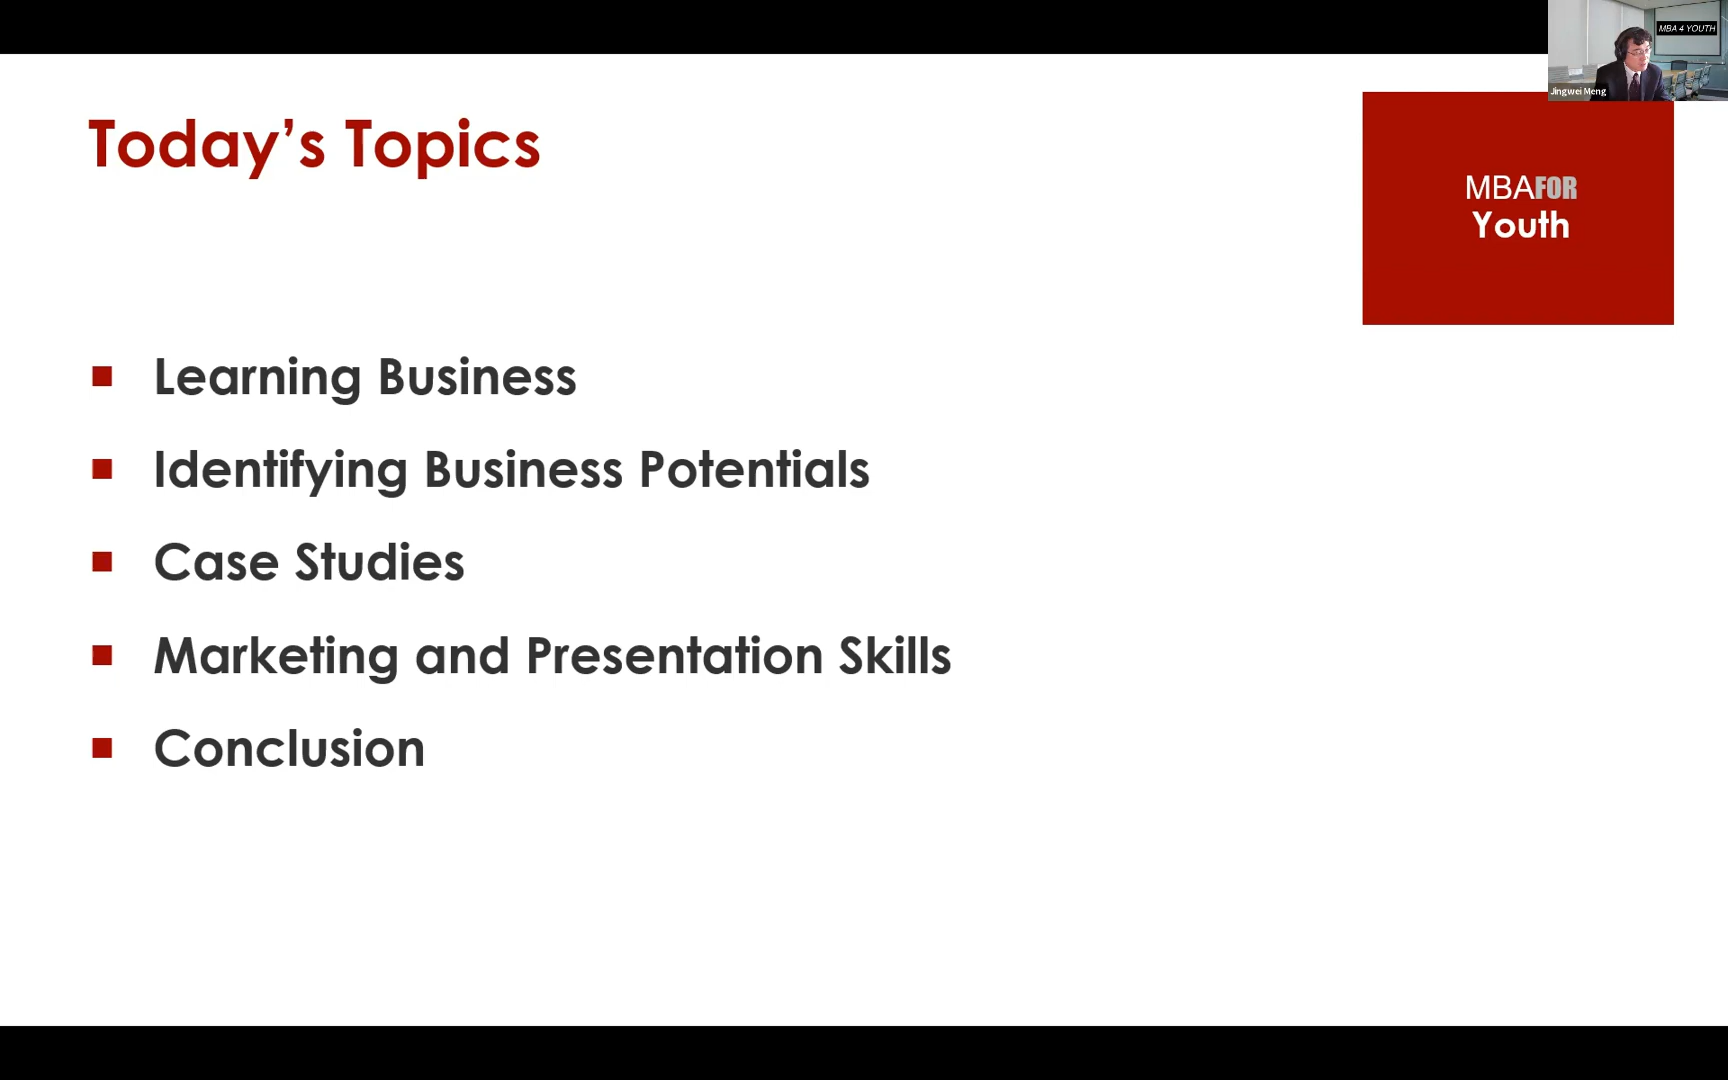 MBA 4 YOUTH
Jingwei Meng
Today’s Topics
MBAFOR
Youth
Learning Business
Identifying Business Potentials
Case Studies
Marketing and Presentation Skills
Conclusion